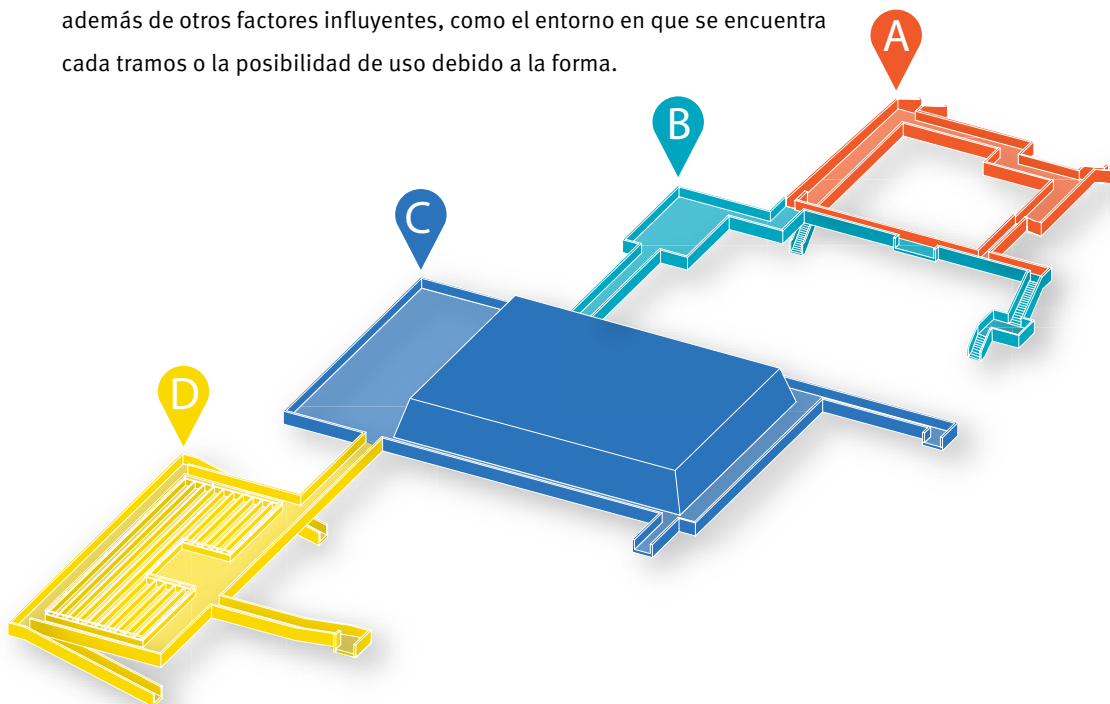 además de otros factores influyentes, como el entorno en que se encuentra
cada tramos o la posibilidad de uso debido a la forma.
A
B
C
D